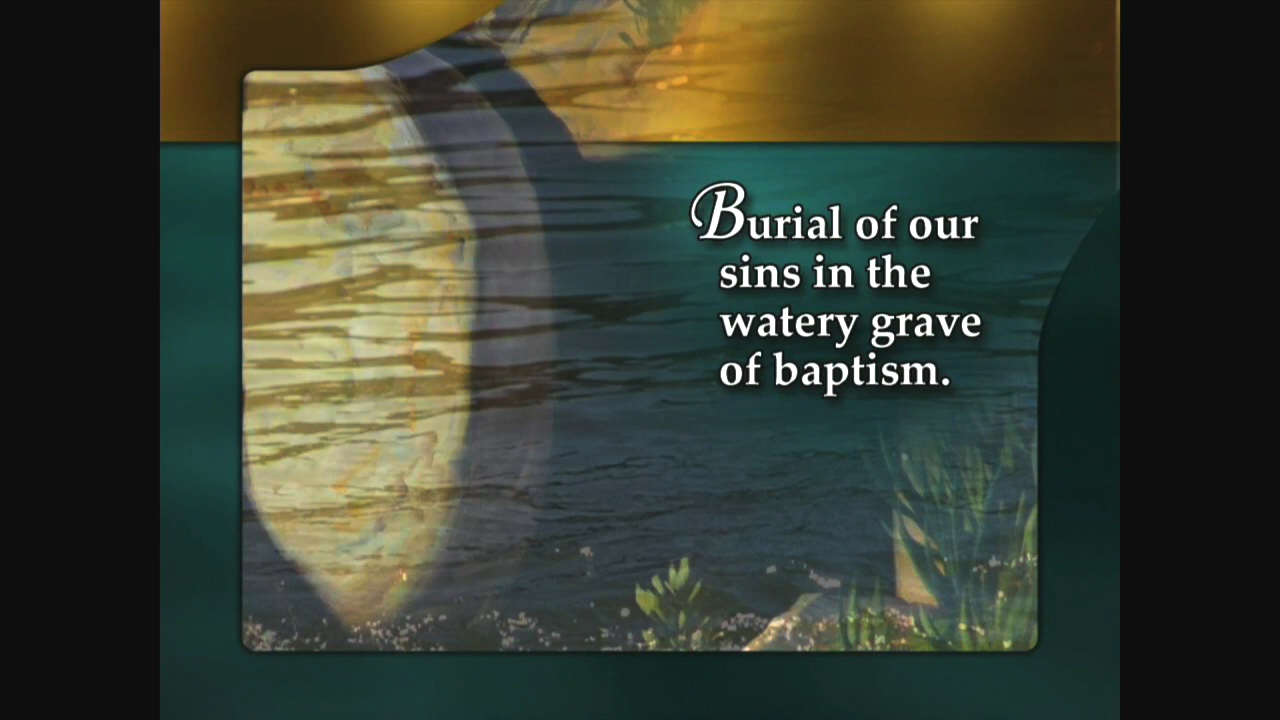 Burial of our
sins in the
watery grave
of baptism.